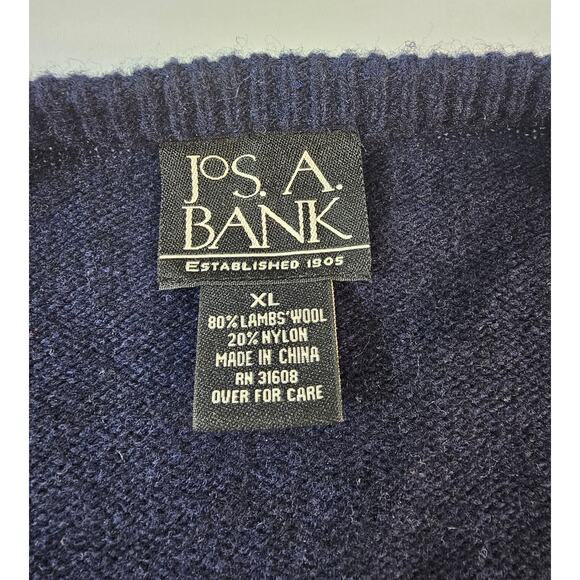 JOS. A.
BANK
ESTABLISHED 1905
XL
80% LAMBS' WOOL
20% NYLON
MADE IN CHINA
RN 31608
OVER FOR CARE